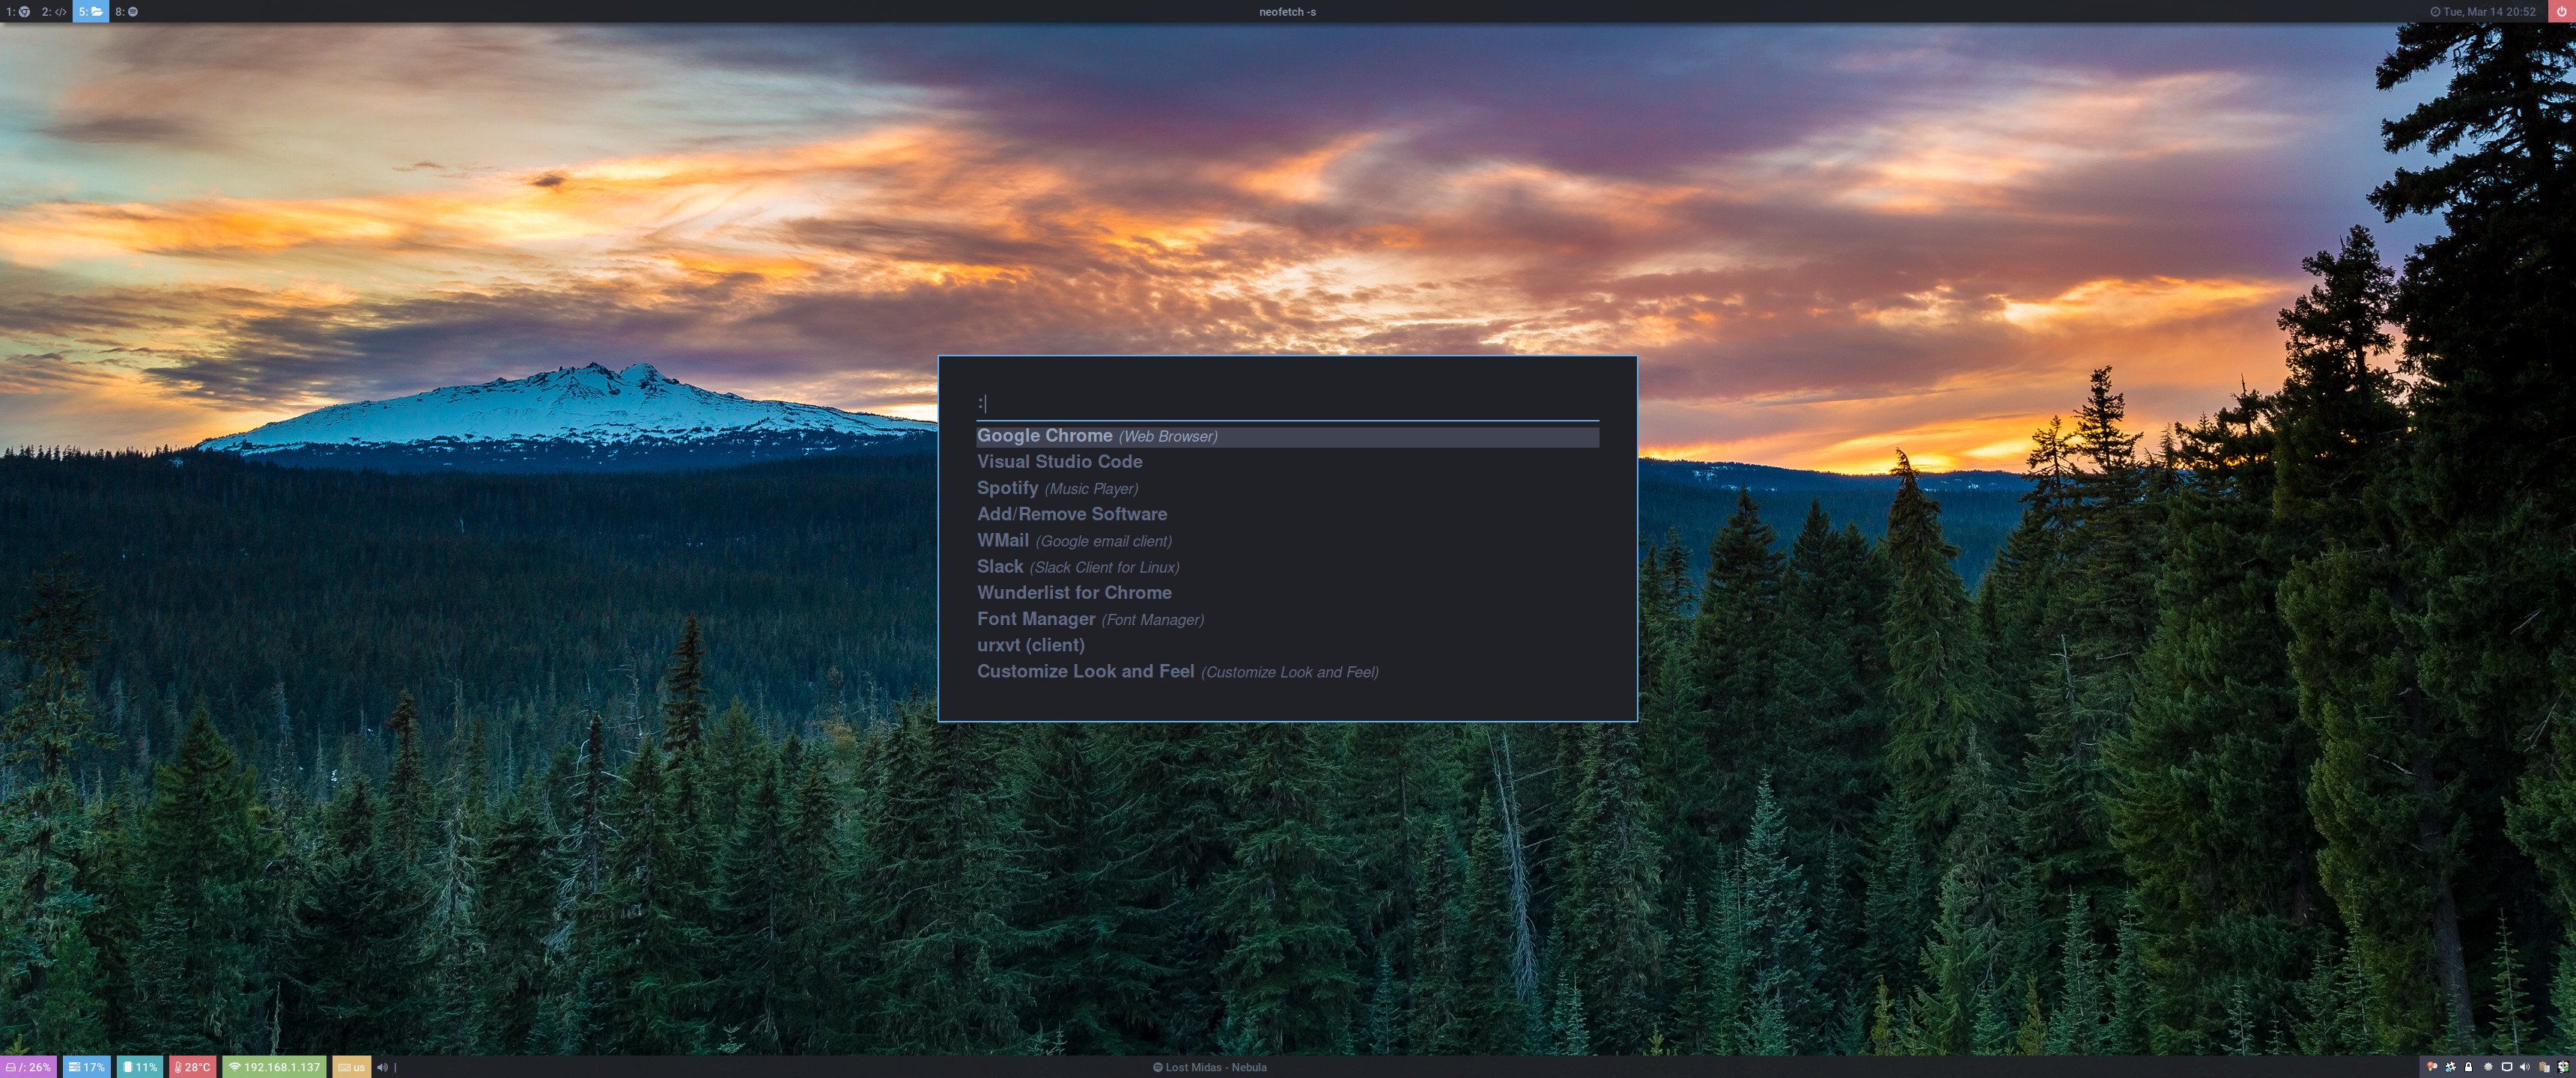 1: 2: </> 5: 8:
neofetch -s
Tue, Mar 14 20:52
:
Google Chrome (Web Browser)
Visual Studio Code
Spotify (Music Player)
Add/Remove Software
WMail (Google email client)
Slack (Slack Client for Linux)
Wunderlist for Chrome
Font Manager (Font Manager)
urxvt (client)
Customize Look and Feel (Customize Look and Feel)
/: 26% 17% 11% 28°C 192.168.1.137 us |
Lost Midas - Nebula